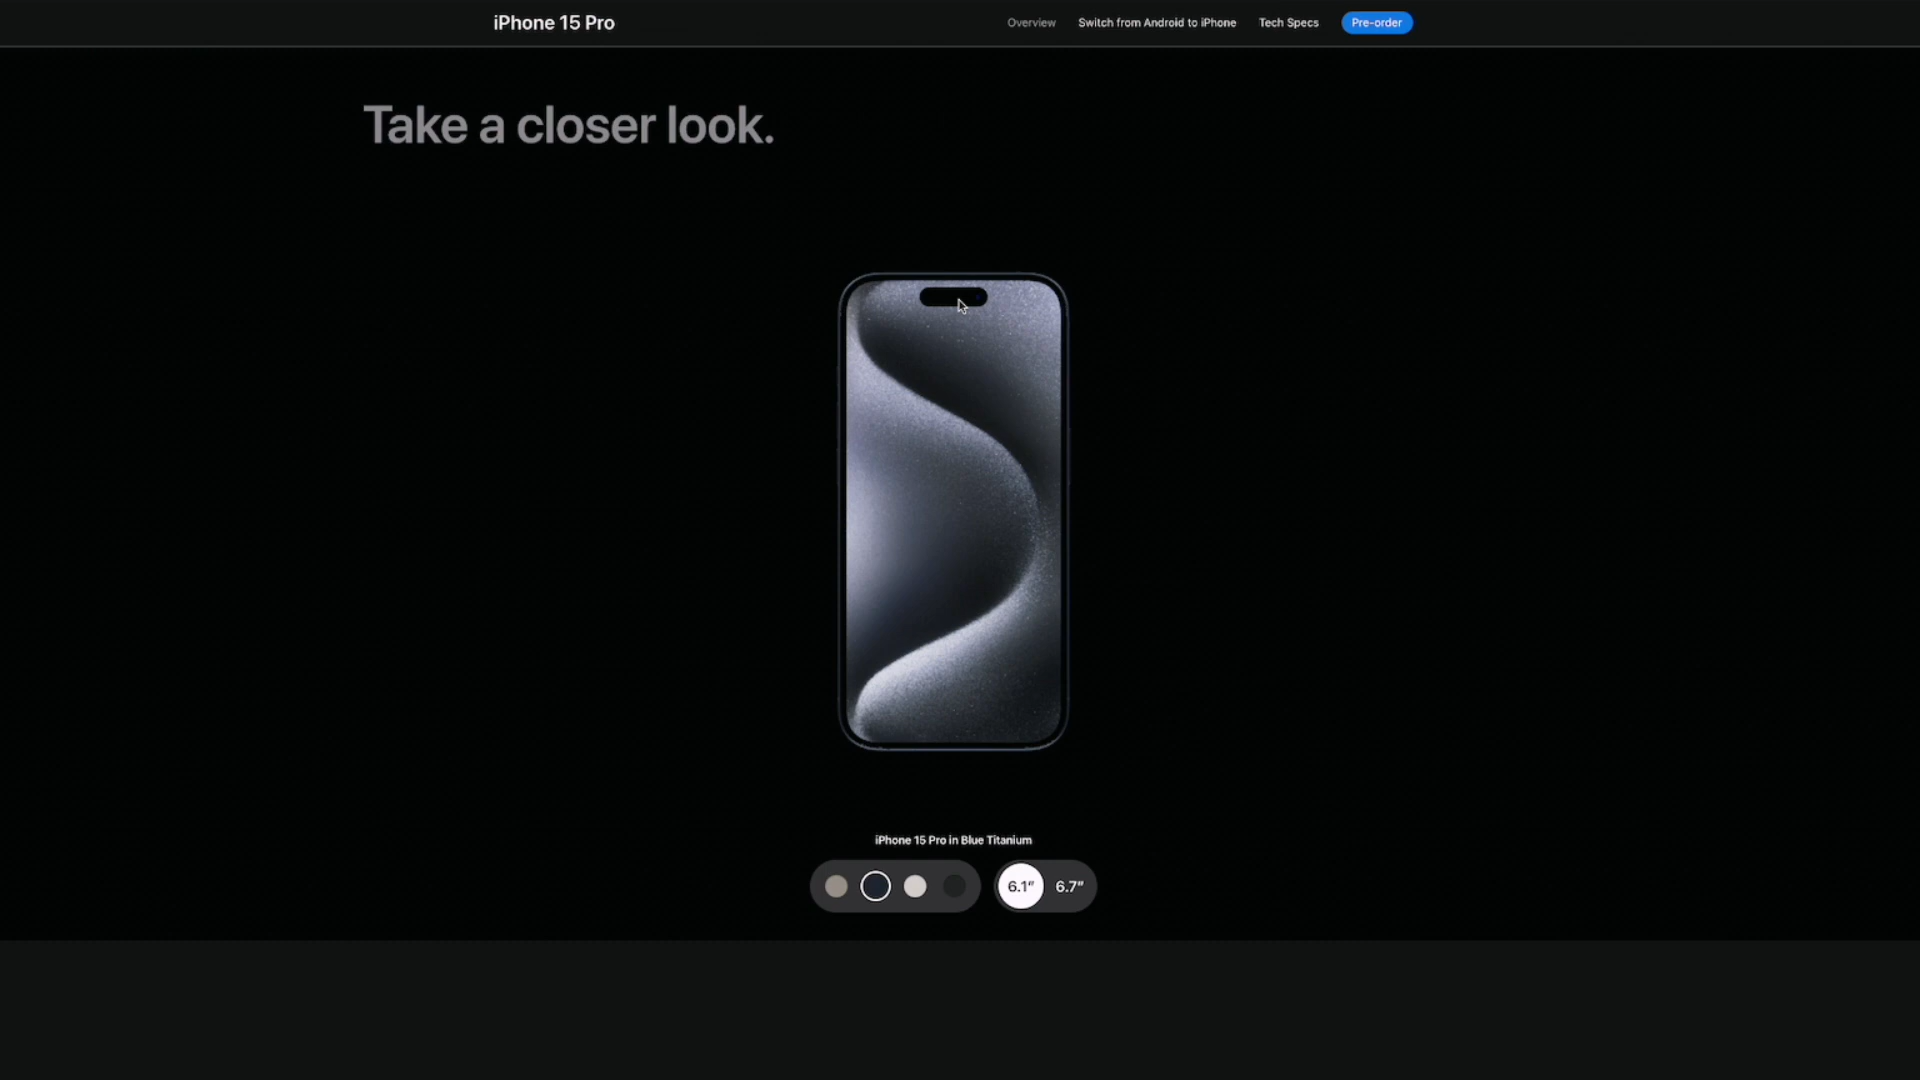 iPhone 15 Pro
Overview
Switch from Android to iPhone
Tech Specs
Pre-order
Take a closer look.
iPhone 15 Pro in Blue Titanium
6.1″
6.7″